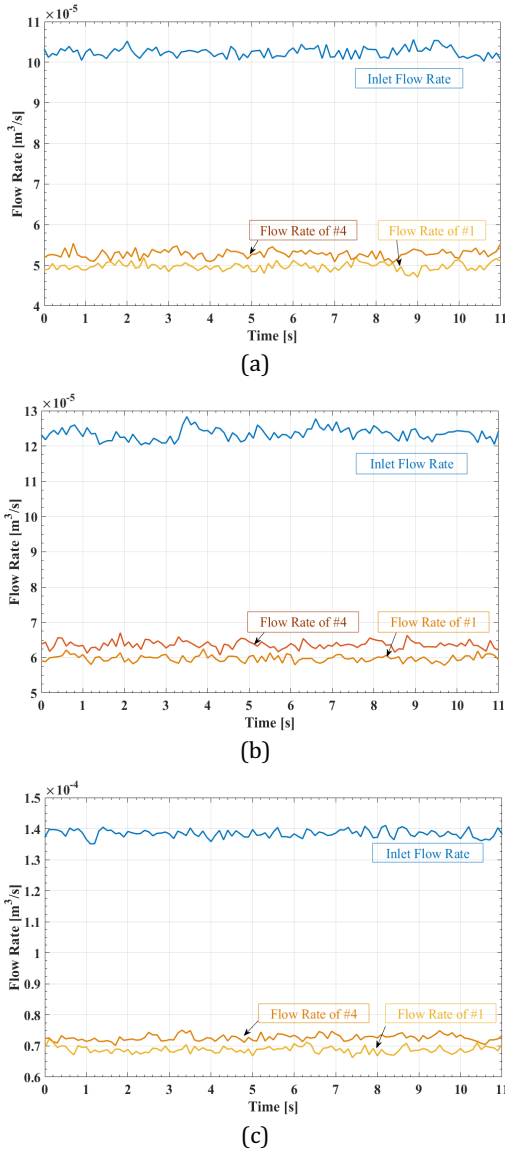 ×10⁻⁵
11
10
9
8
7
6
5
4
Flow Rate [m³/s]
Inlet Flow Rate
Flow Rate of #4
Flow Rate of #1
0 1 2 3 4 5 6 7 8 9 10 11
Time [s]
(a)
×10⁻⁵
13
12
11
10
9
8
7
6
5
Flow Rate [m³/s]
Inlet Flow Rate
Flow Rate of #4
Flow Rate of #1
0 1 2 3 4 5 6 7 8 9 10 11
Time [s]
(b)
×10⁻⁴
1.5
1.4
1.3
1.2
1.1
1
0.9
0.8
0.7
0.6
Flow Rate [m³/s]
Inlet Flow Rate
Flow Rate of #4
Flow Rate of #1
0 1 2 3 4 5 6 7 8 9 10 11
Time [s]
(c)